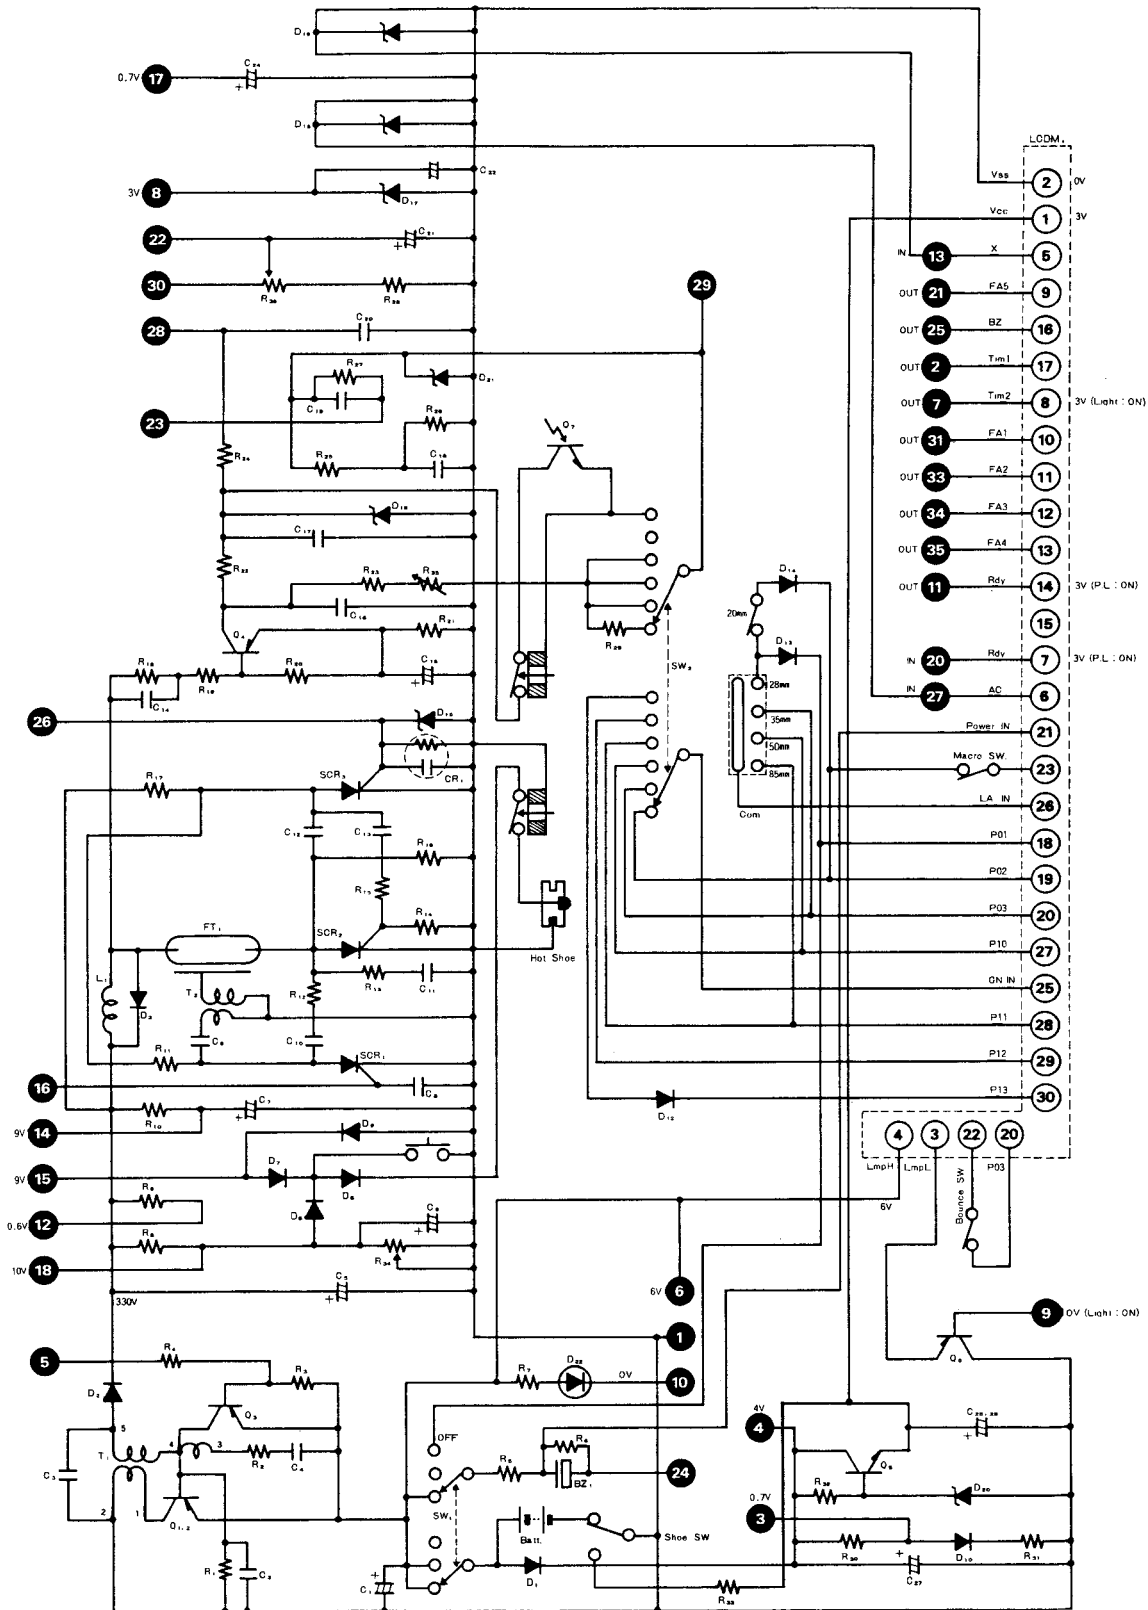 D₁₉
0.7V 17 C₂₄ +
D₁₈
LCDM.
C₂₂
3V 8 D₁₇
Vss 2 0V
Vcc 1 3V
22 C₂₁ +
IN 13 X 5
30 R₃₆
29
OUT 21 FA5 9
28 C₂₀
OUT 25 BZ 16
R₂₇ D₂₁
OUT 2 Tim1 17
C₁₉
OUT 7 Tim2 8 3V (Light : ON)
23 R₂₆ Q₇
OUT 31 FA1 10
R₂₄ R₂₅ C₁₈
OUT 33 FA2 11
OUT 34 FA3 12
C₁₇
OUT 35 FA4 13
R₂₂ R₂₃ R₃₅ D₁₄
OUT 11 Rdy 14 3V (P.L : ON)
C₁₆ 20mm
15
Q₄ R₂₁ R₂₉ D₁₃
IN 20 Rdy 7 3V (P.L : ON)
R₁₈ R₁₉ R₂₀ C₁₅ + SW₂
C₁₄ 28mm
IN 27 AC 6
26 35mm
Power IN 21
50mm
CR₁ 85mm
Macro SW. 23
R₁₇ SCR₃
Com
LA IN 26
C₁₂ C₁₃
P01 18
R₁₆
P02 19
R₁₅
P03 20
FT₁ SCR₂ R₁₄
Hot Shoe
P10 27
L₁ T₂ R₁₂ R₁₃ C₁₁
GN IN 25
D₃ C₉ C₁₀
P11 28
R₁₁ SCR₁
P12 29
16 C₈
D₁₂ P13 30
R₁₀ C₇ +
9V 14
4 3 22 20
LmpH LmpL P03
9V 15 D₇ D₆
6V Bounce SW
R₉
0.6V 12
R₈ R₃₄
10V 18
C₅ + 6V 6
330V
9 0V (Light : ON)
1
5 R₄ R₃ D₂₂
R₇ 0V 10
D₂ Q₃ OFF
5 4V 4 +
T₁ 4 3 R₂ C₄ R₅ R₆ 24
C₃ BZ₁ R₃₂ D₂₀
2 1 Q₁,₂ SW₁ 0.7V 3
Batt. Shoe SW
R₁ C₂ + C₁ D₁ R₃₀ D₁₀ R₃₁
R₃₃ + C₂₇